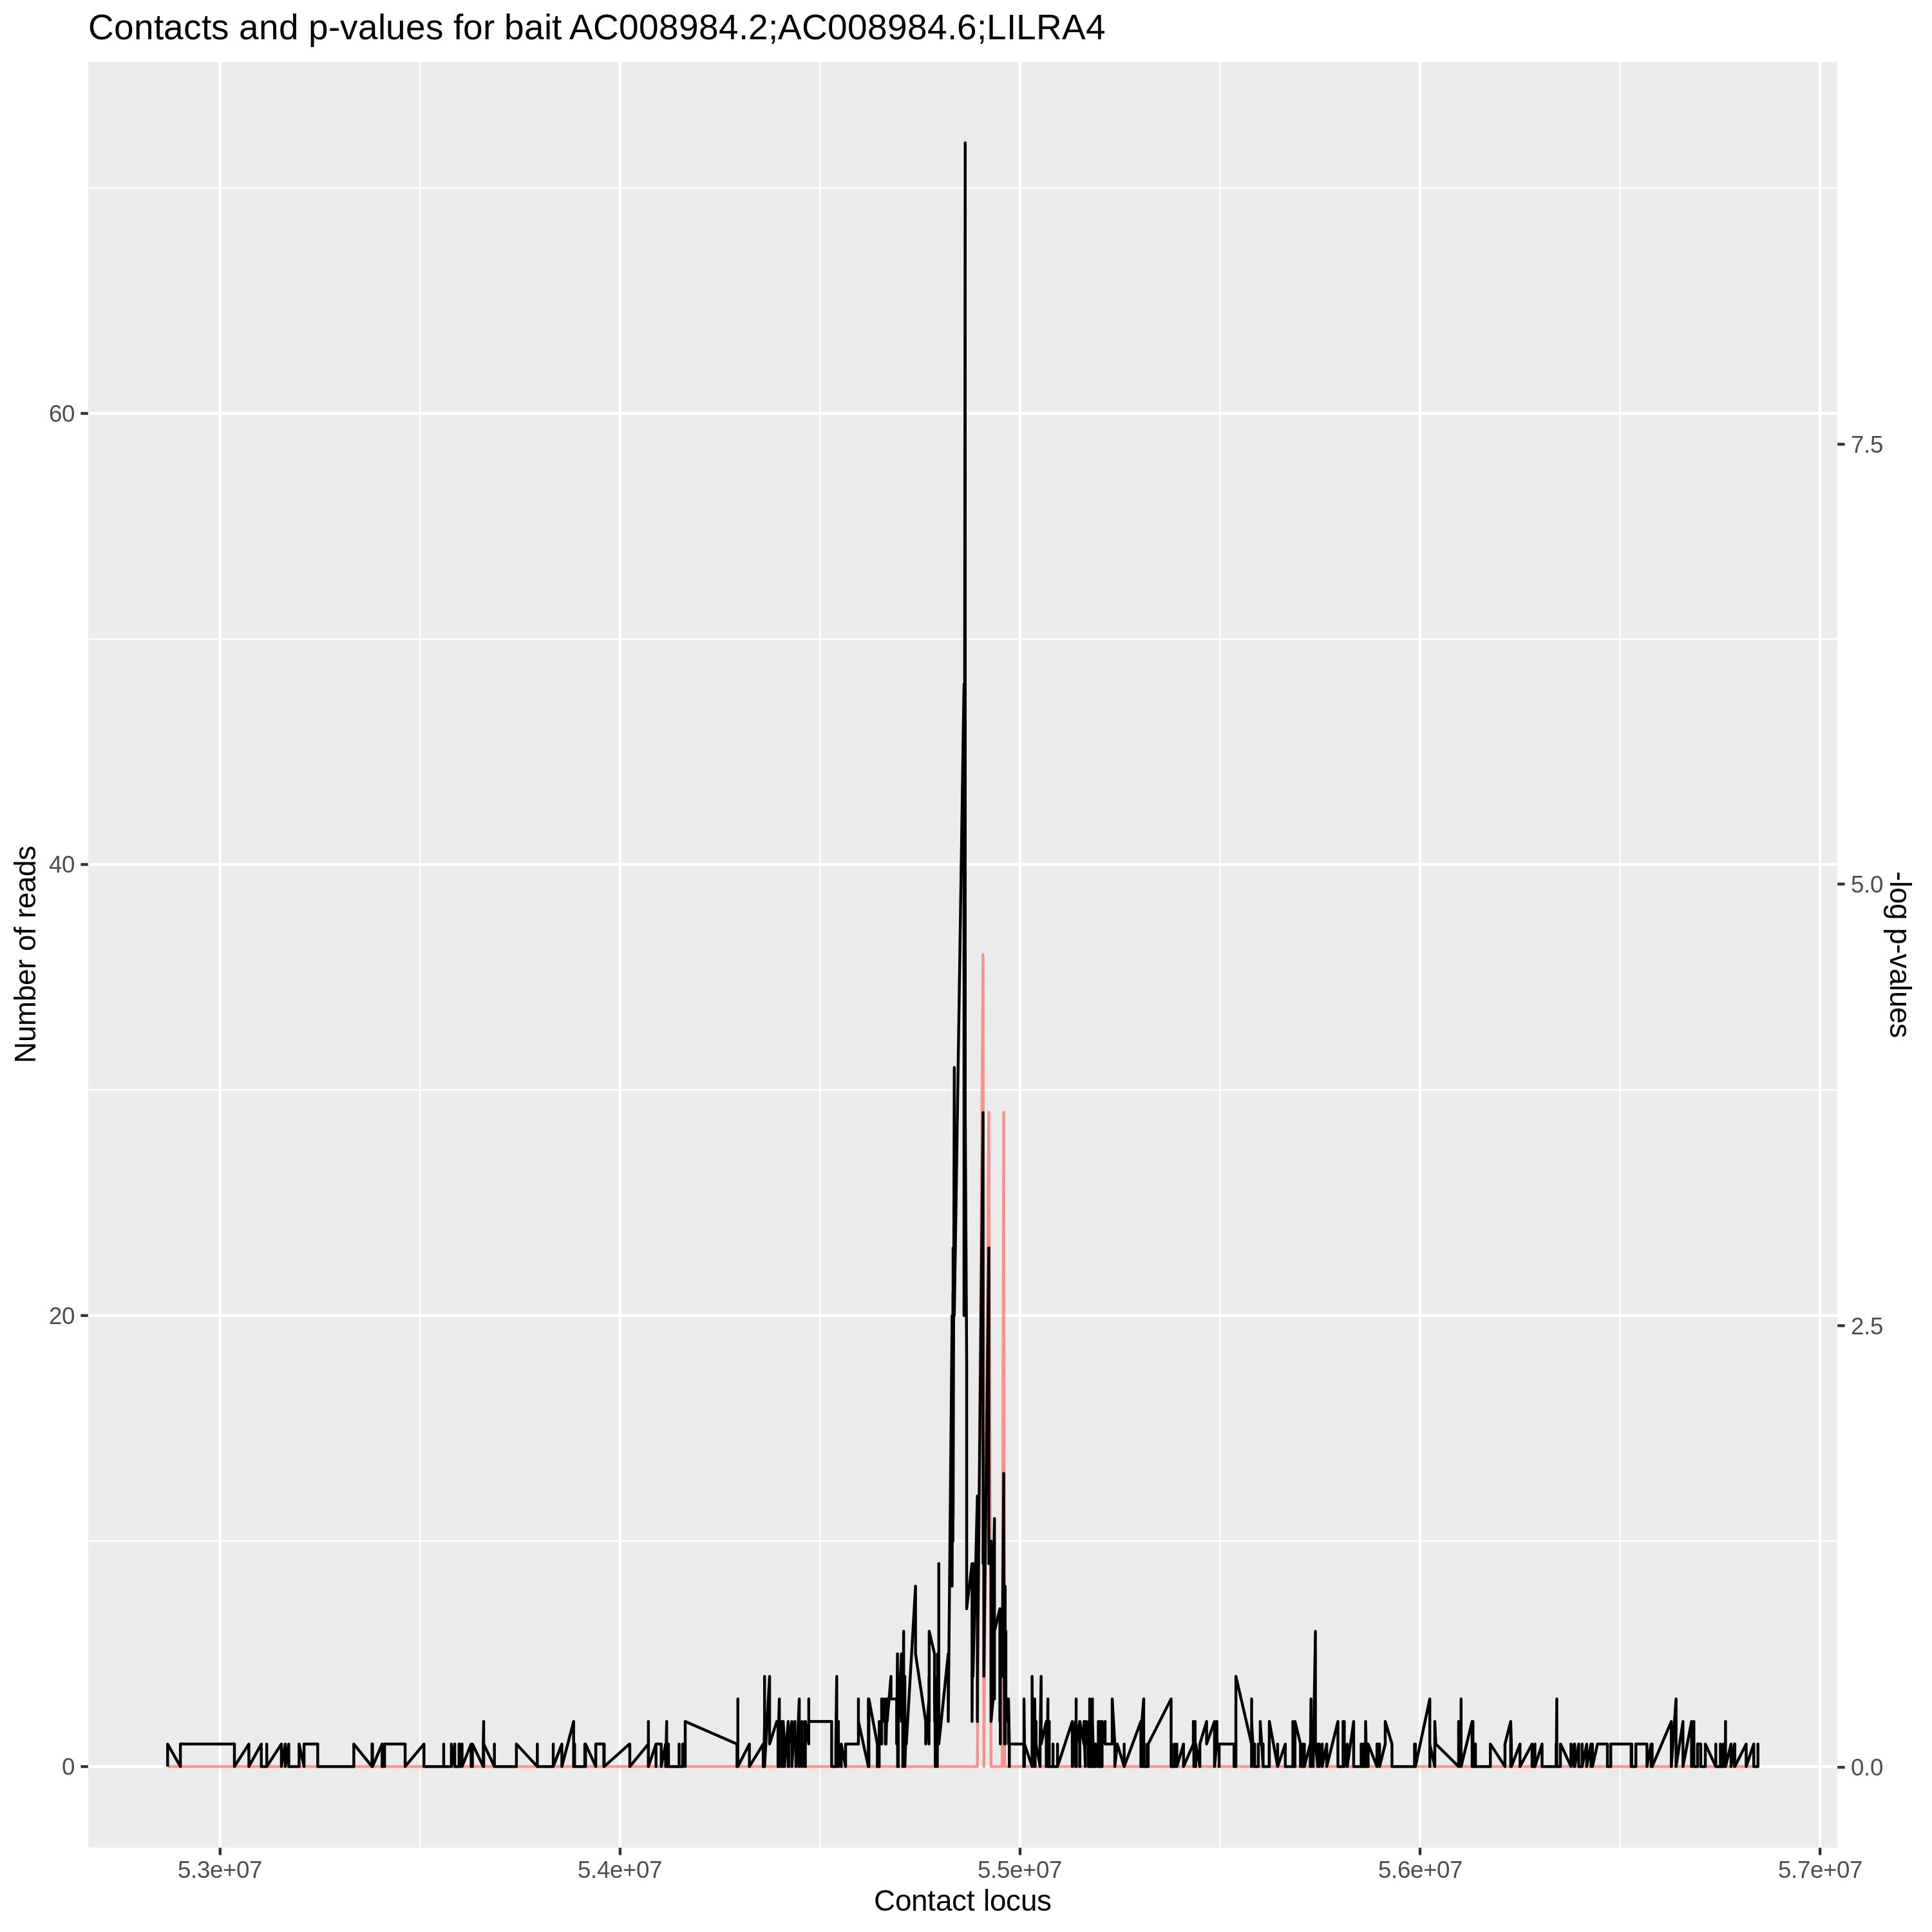 Contacts and p-values for bait AC008984.2;AC008984.6;LILRA4
60
40
20
0
Number of reads
7.5
5.0
2.5
0.0
-log p-values
5.3e+07 5.4e+07 5.5e+07 5.6e+07 5.7e+07
Contact locus